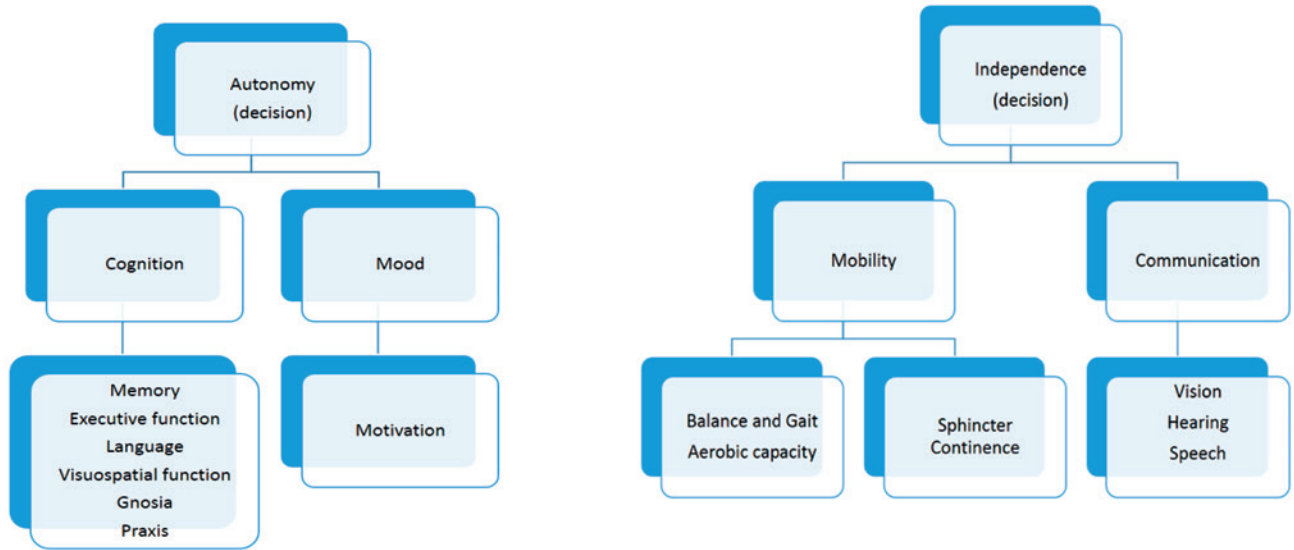 Autonomy
(decision)
Cognition
Mood
Memory
Executive function
Language
Visuospatial function
Gnosia
Praxis
Motivation
Independence
(decision)
Mobility
Communication
Balance and Gait
Aerobic capacity
Sphincter
Continence
Vision
Hearing
Speech